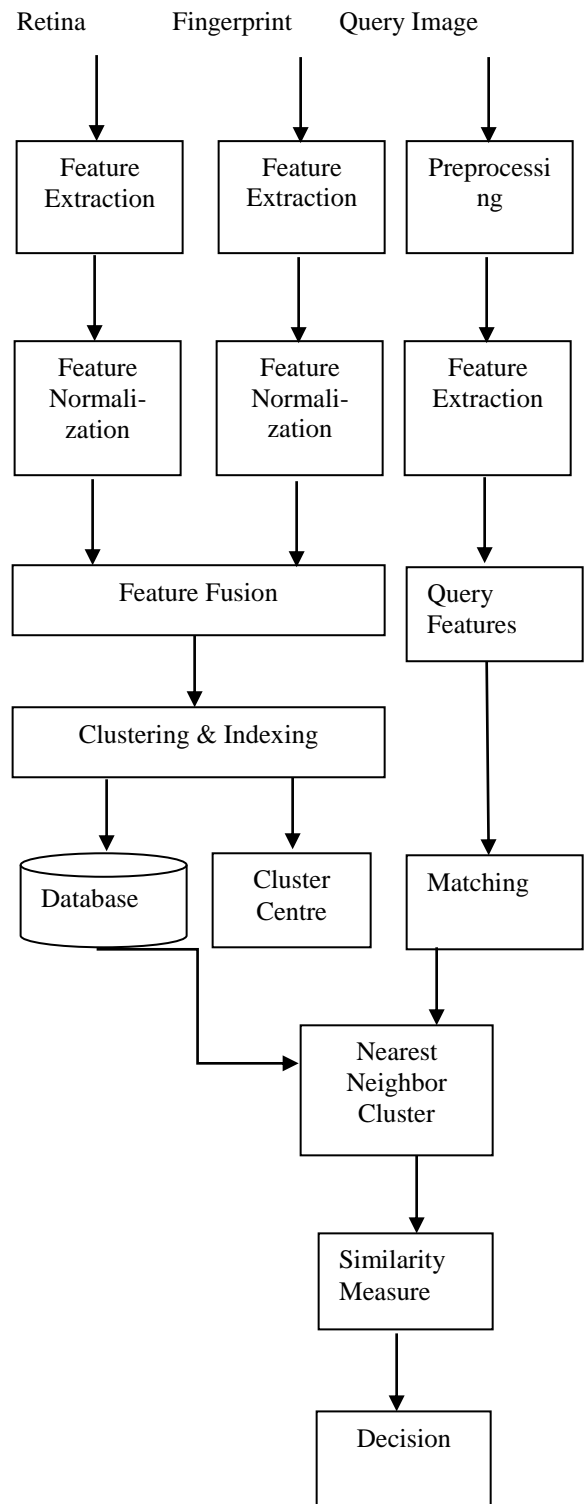 Retina Fingerprint Query Image
Feature
Extraction
Feature
Extraction
Preprocessi
ng
Feature
Normali-
zation
Feature
Normali-
zation
Feature
Extraction
Feature Fusion
Query
Features
Clustering & Indexing
Database
Cluster
Centre
Matching
Nearest
Neighbor
Cluster
Similarity
Measure
Decision